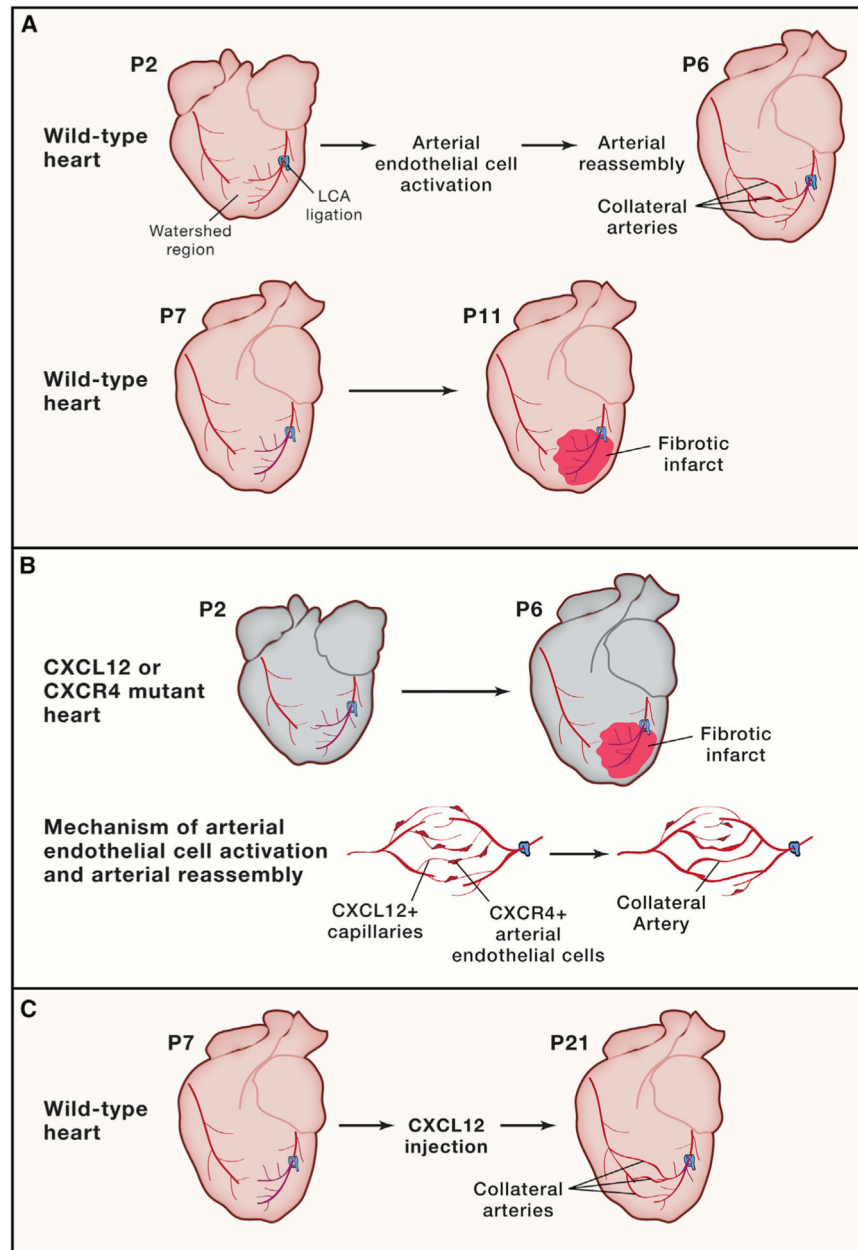 A
P2
P6
Wild-type
heart
Arterial
endothelial cell
activation
Arterial
reassembly
LCA
ligation
Watershed
region
Collateral
arteries
P7
P11
Wild-type
heart
Fibrotic
infarct
B
P2
P6
CXCL12 or
CXCR4 mutant
heart
Fibrotic
infarct
Mechanism of arterial
endothelial cell activation
and arterial reassembly
CXCL12+
capillaries
CXCR4+
arterial
endothelial cells
Collateral
Artery
C
P7
P21
Wild-type
heart
CXCL12
injection
Collateral
arteries